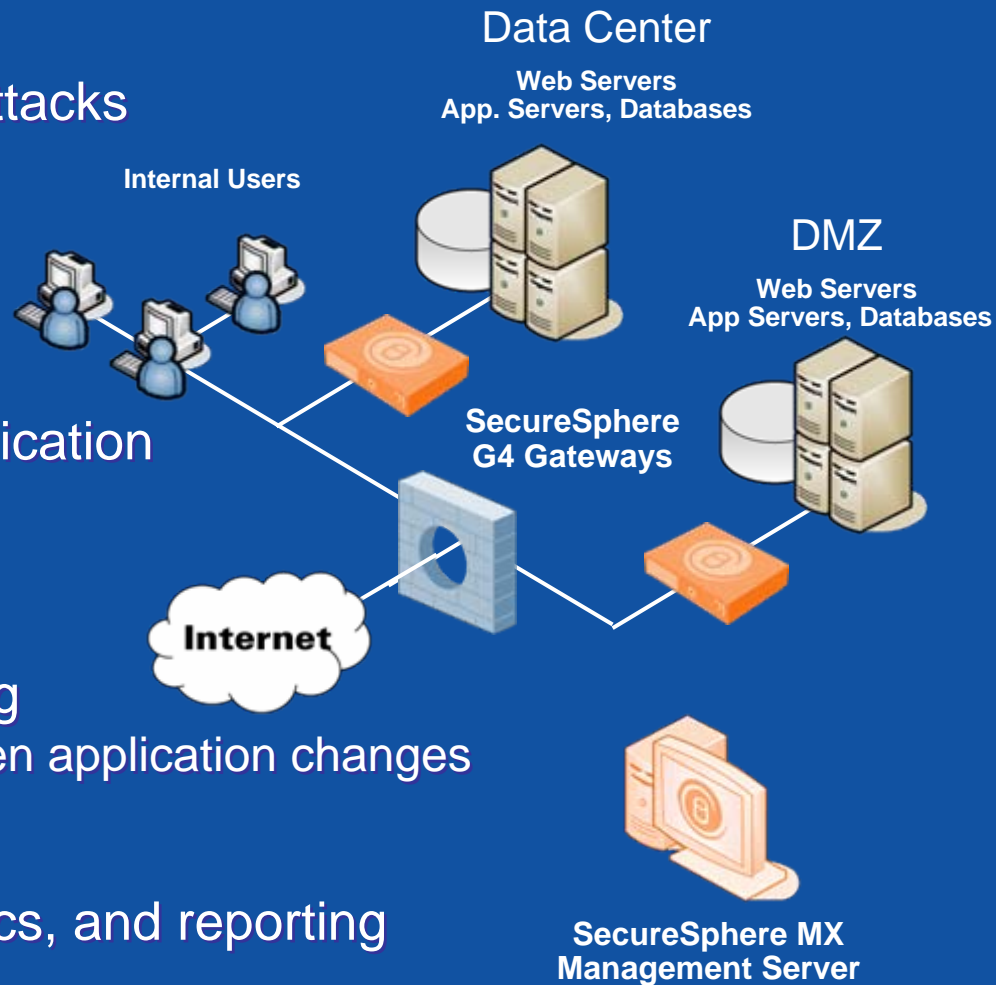 Data Center
Web Servers
App. Servers, Databases
Internal Users
DMZ
Web Servers
App Servers, Databases
SecureSphere
G4 Gateways
Internet
ication
en application changes
cs, and reporting
SecureSphere MX
Management Server